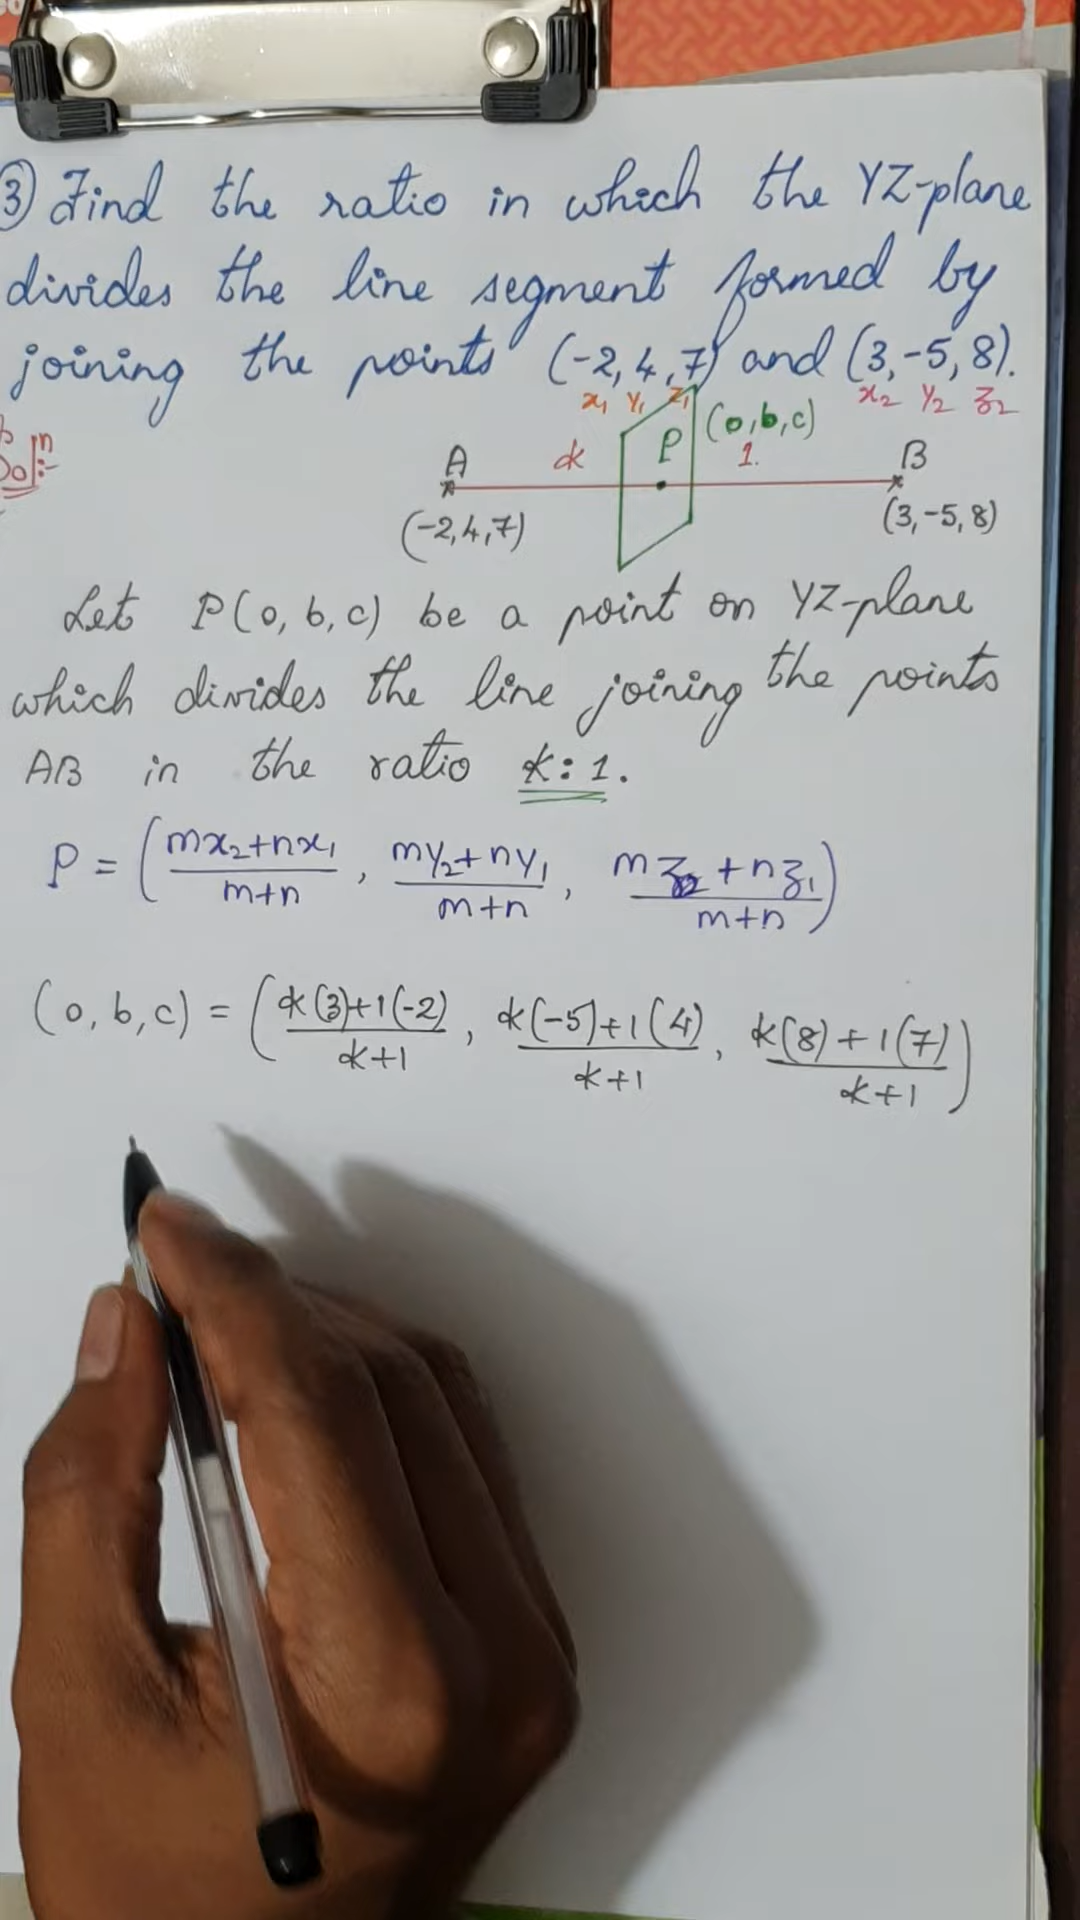 ③ Find the ratio in which the YZ-plane
divides the line segment formed by
joining the points (-2, 4, 7) and (3, -5, 8).
x₁ y₁ z₁ x₂ y₂ z₂
Solⁿ:-
A k P (0, b, c) 1. B
(-2, 4, 7) (3, -5, 8)
Let P(0, b, c) be a point on YZ-plane
which divides the line joining the points
AB in the ratio k : 1.
P = ( (mx₂+nx₁)/(m+n) , (my₂+ny₁)/(m+n) , (mz₂+nz₁)/(m+n) )
(0, b, c) = ( (k(3)+1(-2))/(k+1) , (k(-5)+1(4))/(k+1) , (k(8)+1(7))/(k+1) )